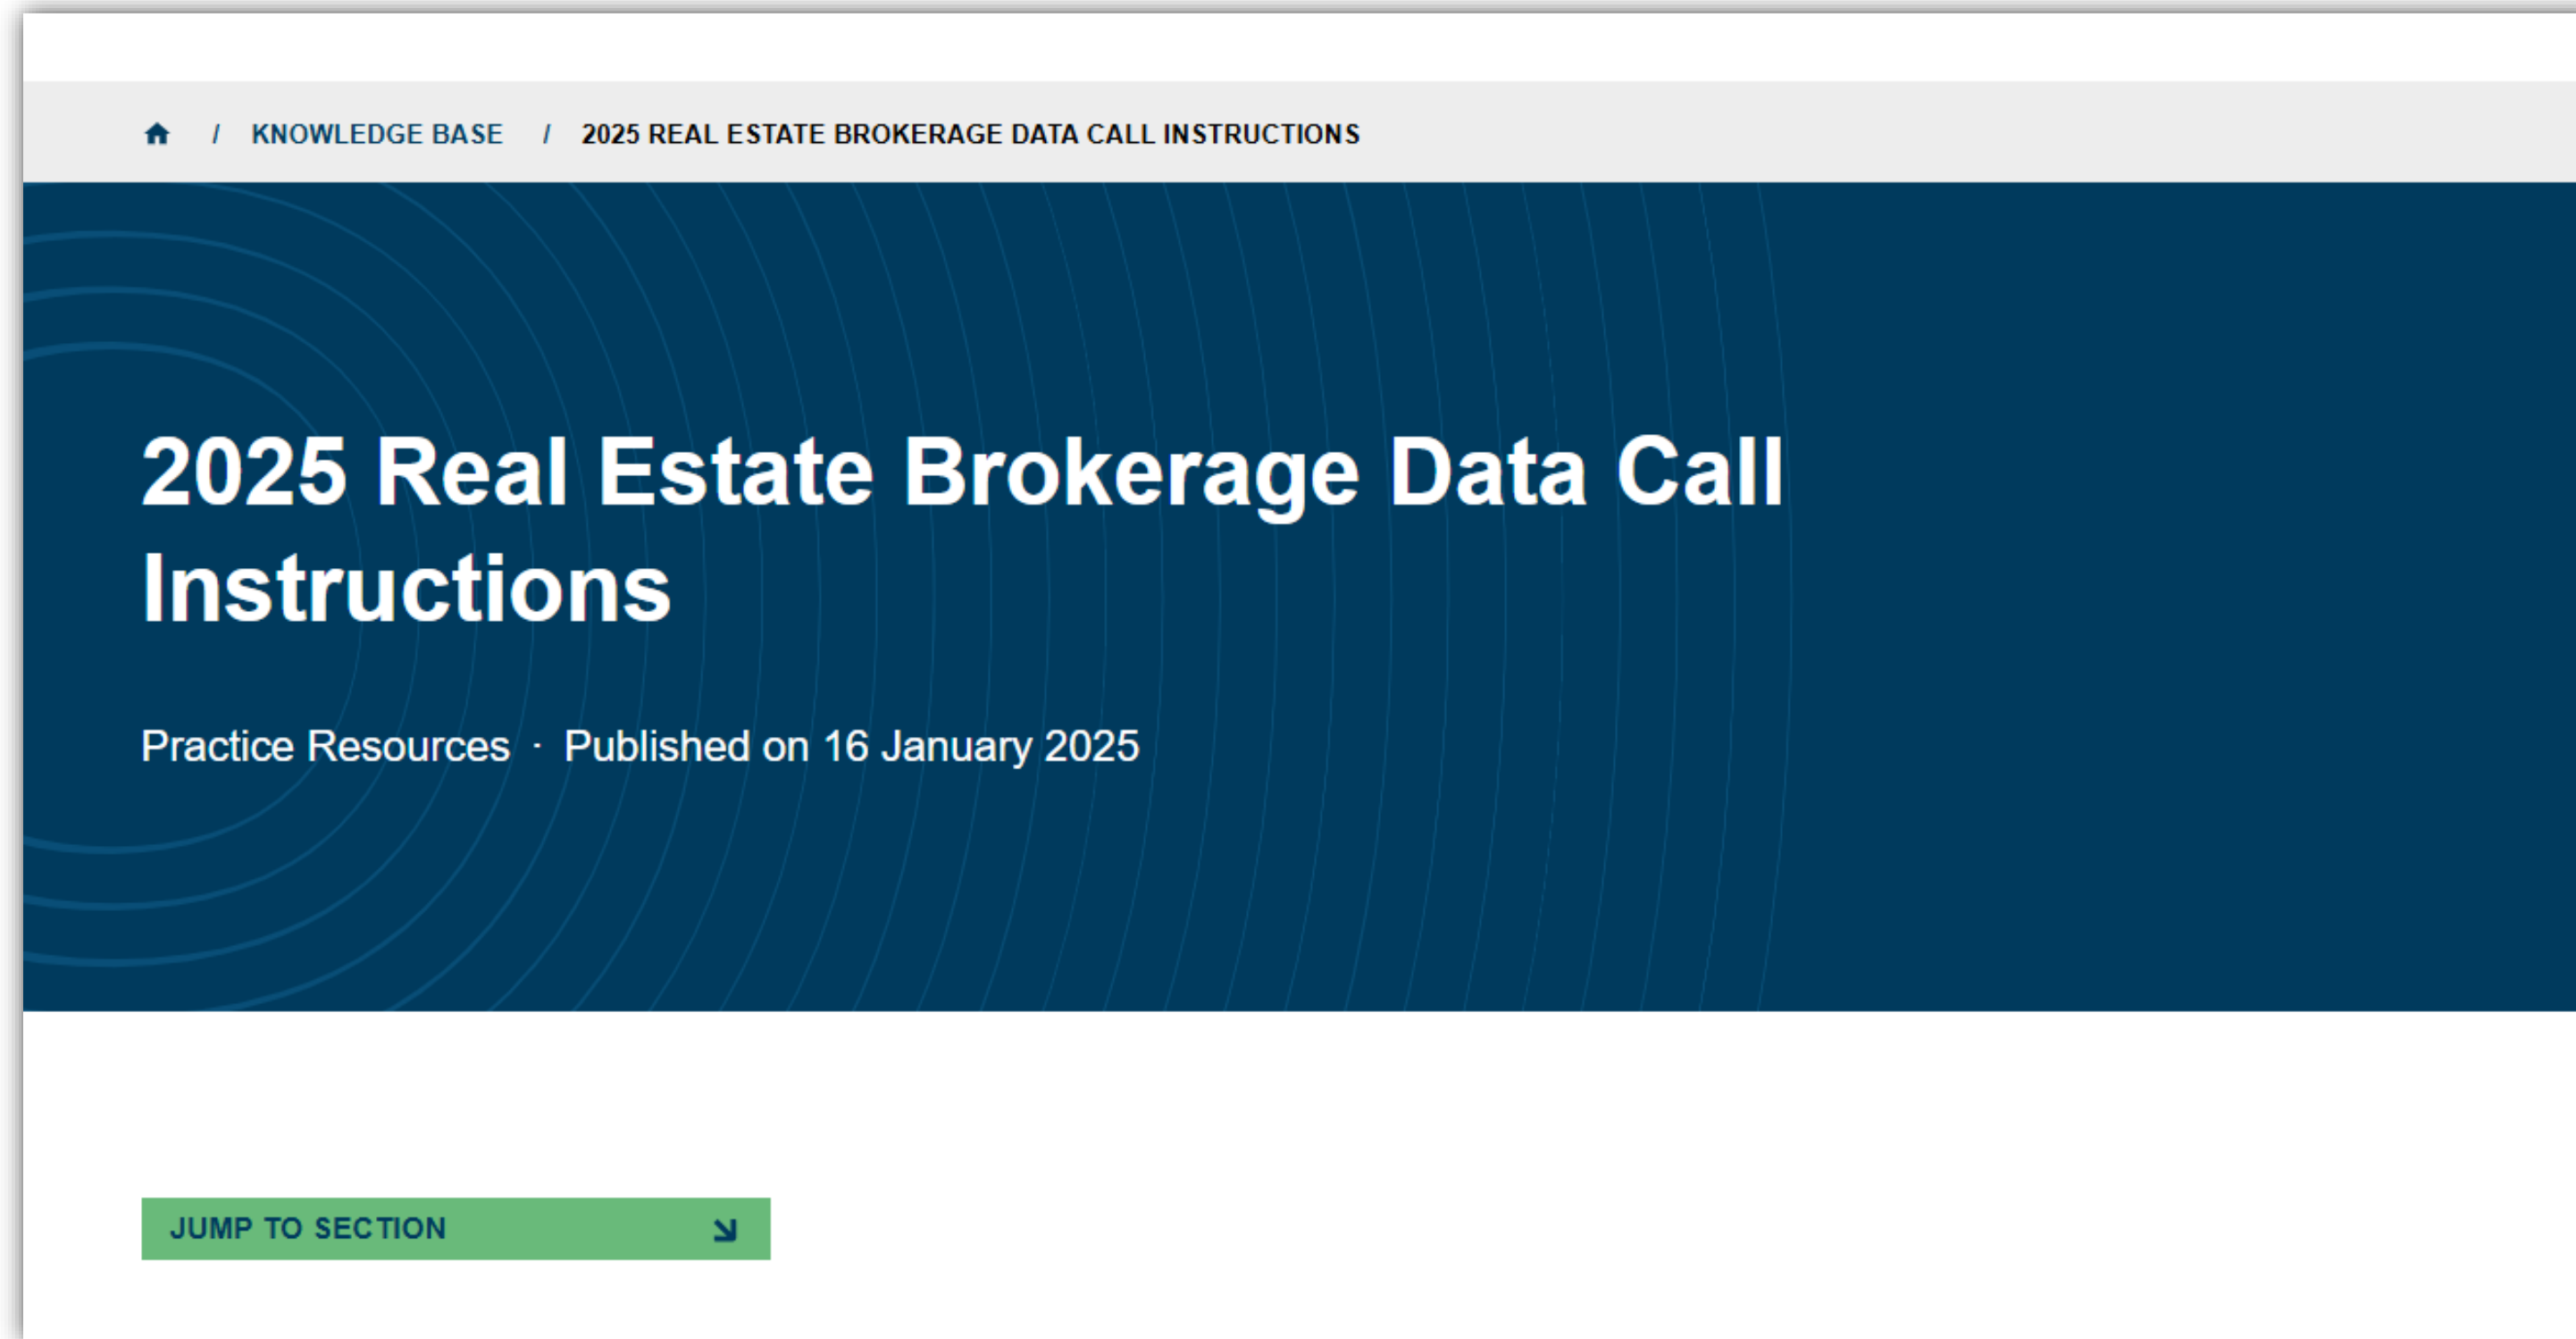 / KNOWLEDGE BASE / 2025 REAL ESTATE BROKERAGE DATA CALL INSTRUCTIONS
2025 Real Estate Brokerage Data Call
Instructions
Practice Resources · Published on 16 January 2025
JUMP TO SECTION